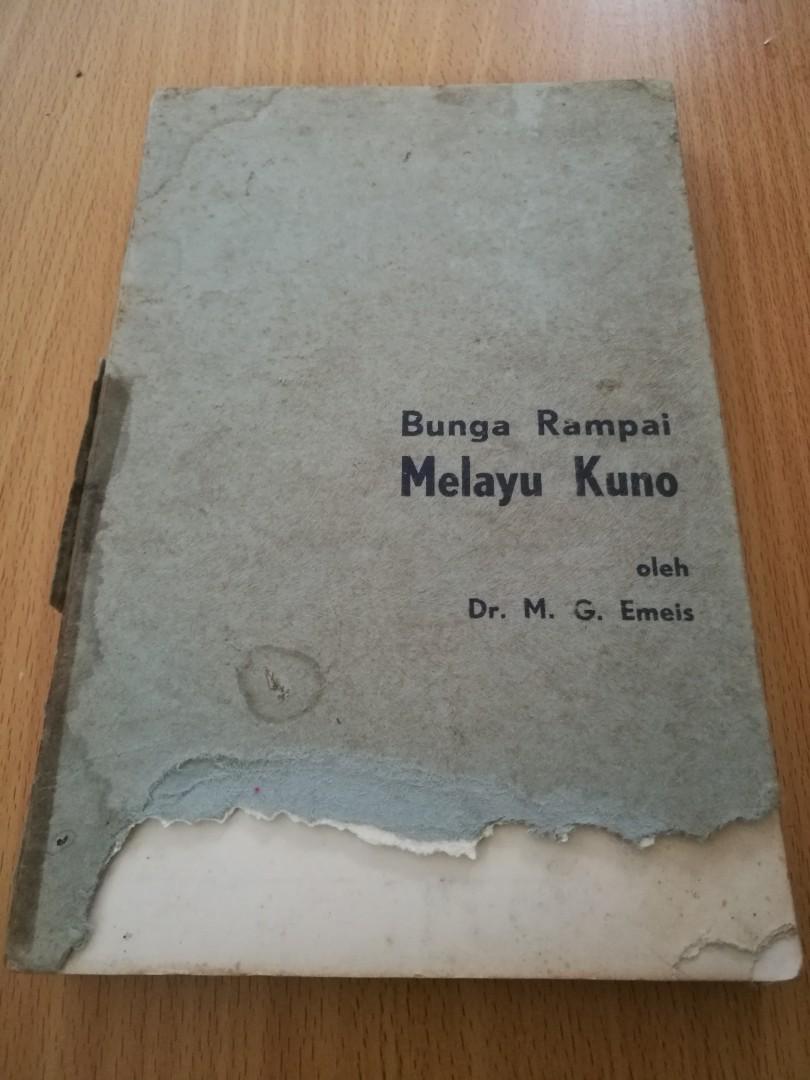 Bunga Rampai
Melayu Kuno
oleh
Dr. M. G. Emeis